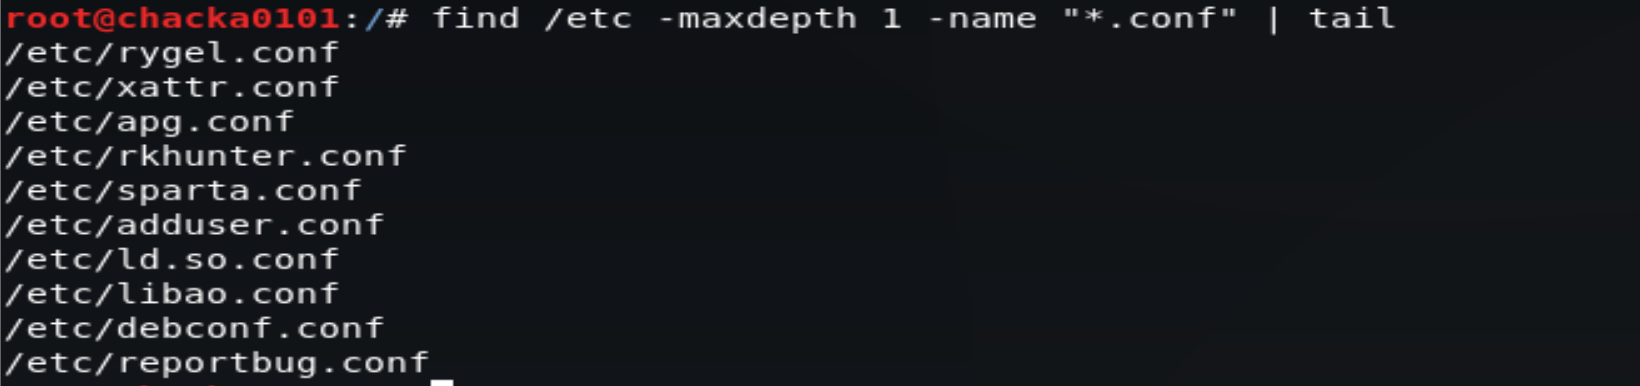 root@chacka0101:/# find /etc -maxdepth 1 -name "*.conf" | tail
/etc/rygel.conf
/etc/xattr.conf
/etc/apg.conf
/etc/rkhunter.conf
/etc/sparta.conf
/etc/adduser.conf
/etc/ld.so.conf
/etc/libao.conf
/etc/debconf.conf
/etc/reportbug.conf